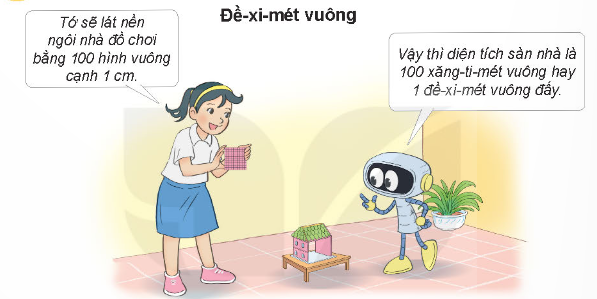 Đề-xi-mét vuông
Tớ sẽ lát nền
ngôi nhà đồ chơi
bằng 100 hình vuông
cạnh 1 cm.
Vậy thì diện tích sàn nhà là
100 xăng-ti-mét vuông hay
1 đề-xi-mét vuông đấy.